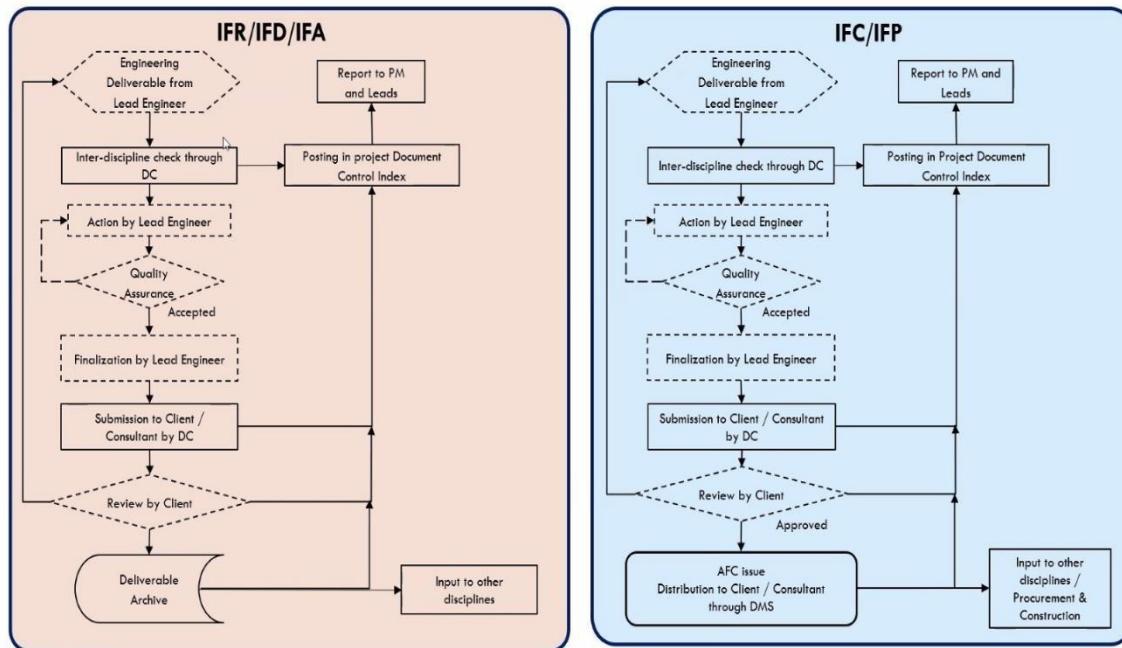 IFR/IFD/IFA
Engineering
Deliverable from
Lead Engineer
Report to PM
and Leads
Inter-discipline check through
DC
Posting in project Document
Control Index
Action by Lead Engineer
Quality
Assurance
Accepted
Finalization by Lead Engineer
Submission to Client /
Consultant by DC
Review by Client
Deliverable
Archive
Input to other
disciplines
IFC/IFP
Engineering
Deliverable from
Lead Engineer
Report to PM and
Leads
Inter-discipline check through DC
Posting in Project Document
Control Index
Action by Lead Engineer
Quality
Assurance
Accepted
Finalization by Lead Engineer
Submission to Client / Consultant
by DC
Review by Client
Approved
AFC issue
Distribution to Client / Consultant
through DMS
Input to other
disciplines /
Procurement &
Construction